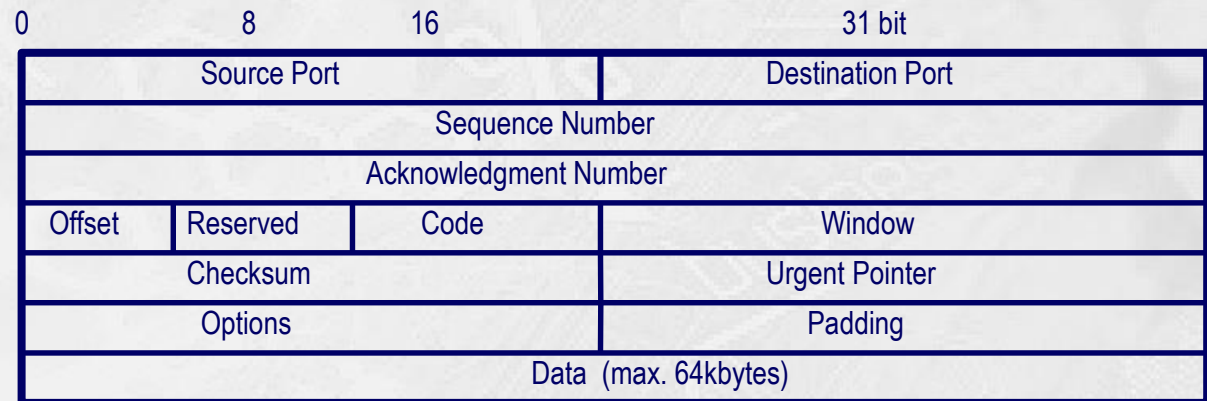 0 8 16 31 bit
Source Port Destination Port
Sequence Number
Acknowledgment Number
Offset Reserved Code Window
Checksum Urgent Pointer
Options Padding
Data (max. 64kbytes)